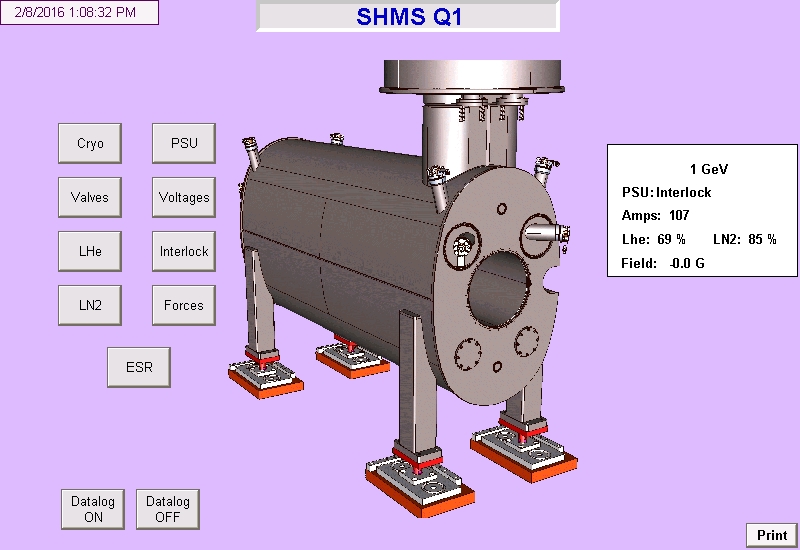 2/8/2016 1:08:32 PM
SHMS Q1
Cryo
PSU
Valves
Voltages
LHe
Interlock
LN2
Forces
ESR
1 GeV
PSU: Interlock
Amps: 107
Lhe: 69 % LN2: 85 %
Field: -0.0 G
Datalog
ON
Datalog
OFF
Print